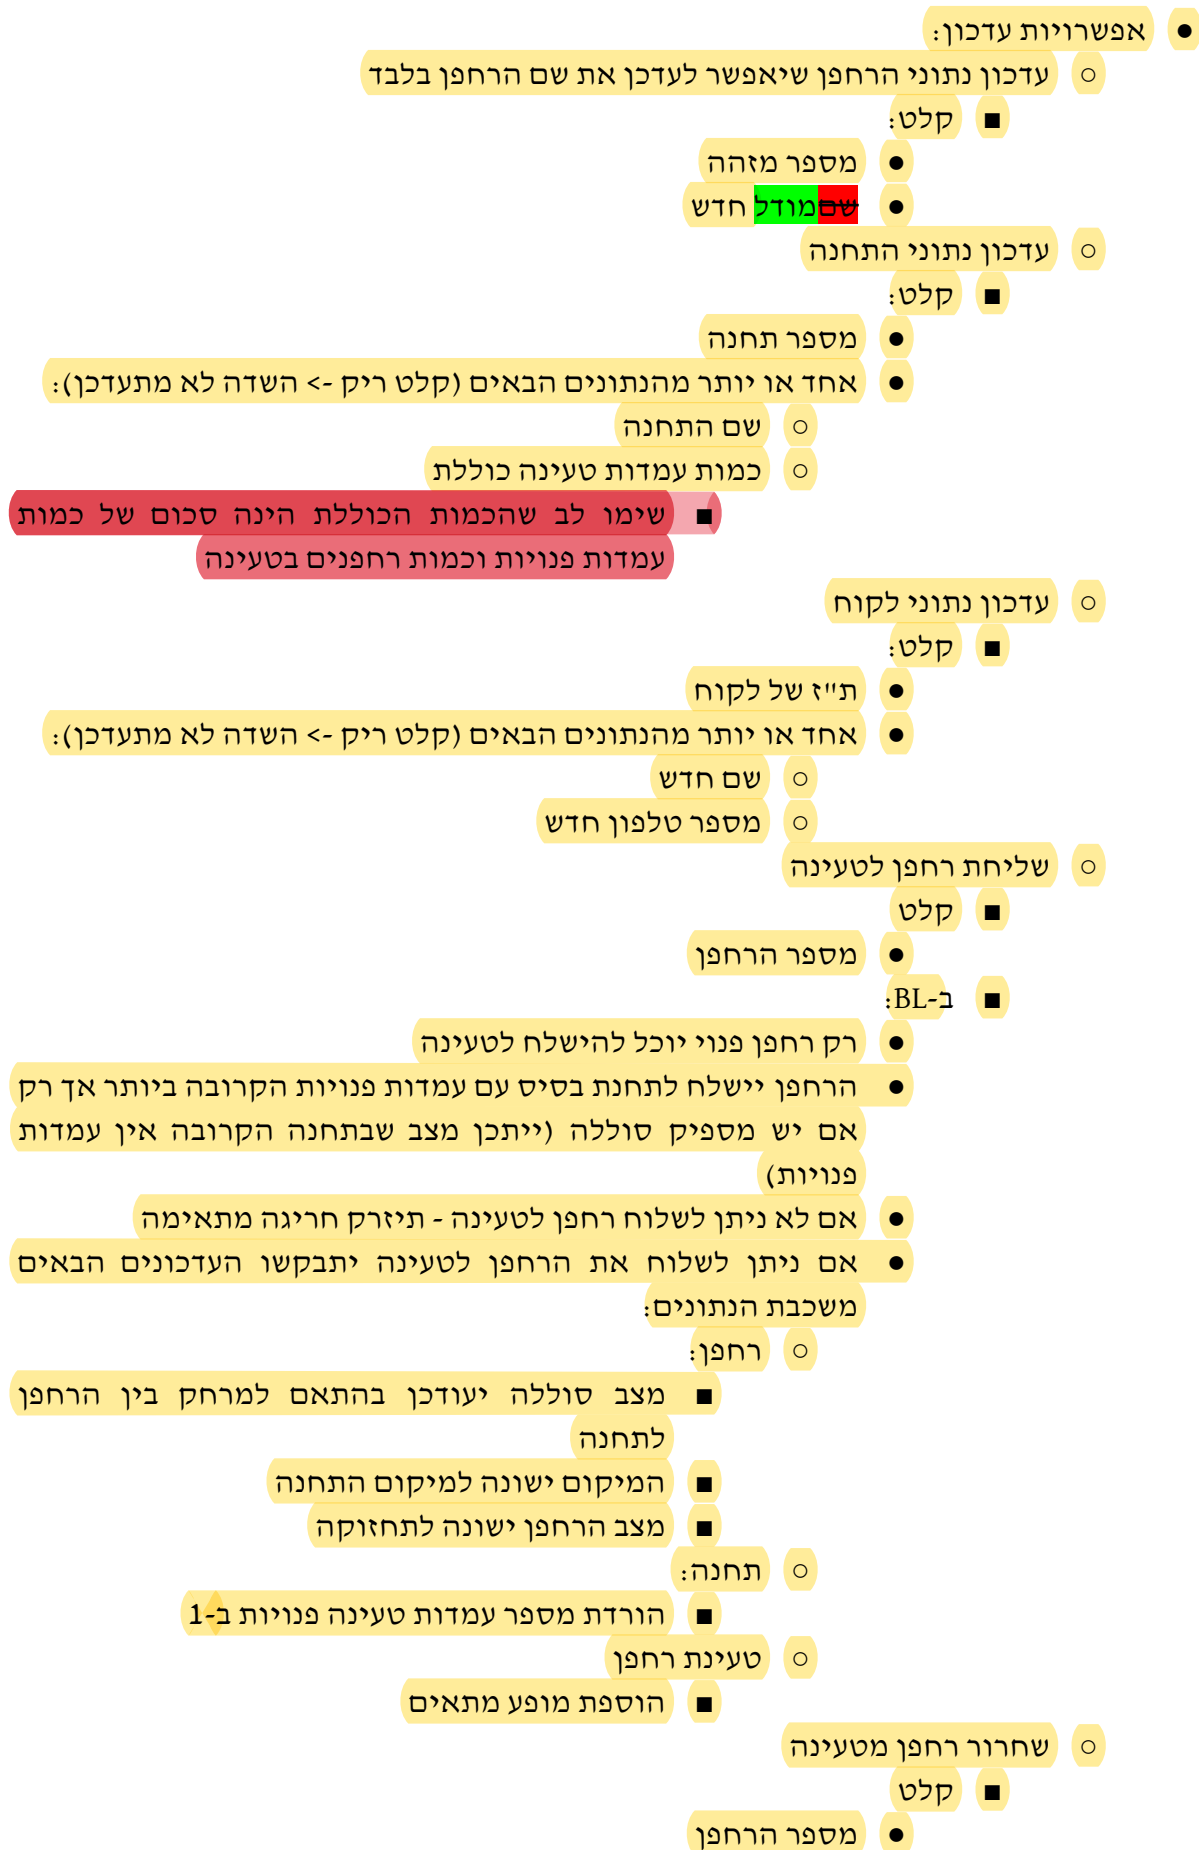 ● אפשרויות עדכון:
○ עדכון נתוני הרחפן שיאפשר לעדכן את שם הרחפן בלבד
■ קלט:
● מספר מזהה
● שםמודל חדש
○ עדכון נתוני התחנה
■ קלט:
● מספר תחנה
● אחד או יותר מהנתונים הבאים (קלט ריק -> השדה לא מתעדכן):
○ שם התחנה
○ כמות עמדות טעינה כוללת
■ שימו לב שהכמות הכוללת הינה סכום של כמות
עמדות פנויות וכמות רחפנים בטעינה
○ עדכון נתוני לקוח
■ קלט:
● ת"ז של לקוח
● אחד או יותר מהנתונים הבאים (קלט ריק -> השדה לא מתעדכן):
○ שם חדש
○ מספר טלפון חדש
○ שליחת רחפן לטעינה
■ קלט
● מספר הרחפן
■ ב-BL:
● רק רחפן פנוי יוכל להישלח לטעינה
● הרחפן יישלח לתחנת בסיס עם עמדות פנויות הקרובה ביותר אך רק
אם יש מספיק סוללה (ייתכן מצב שבתחנה הקרובה אין עמדות
פנויות)
● אם לא ניתן לשלוח רחפן לטעינה - תיזרק חריגה מתאימה
● אם ניתן לשלוח את הרחפן לטעינה יתבקשו העדכונים הבאים
משכבת הנתונים:
○ רחפן:
■ מצב סוללה יעודכן בהתאם למרחק בין הרחפן
לתחנה
■ המיקום ישונה למיקום התחנה
■ מצב הרחפן ישונה לתחזוקה
○ תחנה:
■ הורדת מספר עמדות טעינה פנויות ב-1
○ טעינת רחפן
■ הוספת מופע מתאים
○ שחרור רחפן מטעינה
■ קלט
● מספר הרחפן